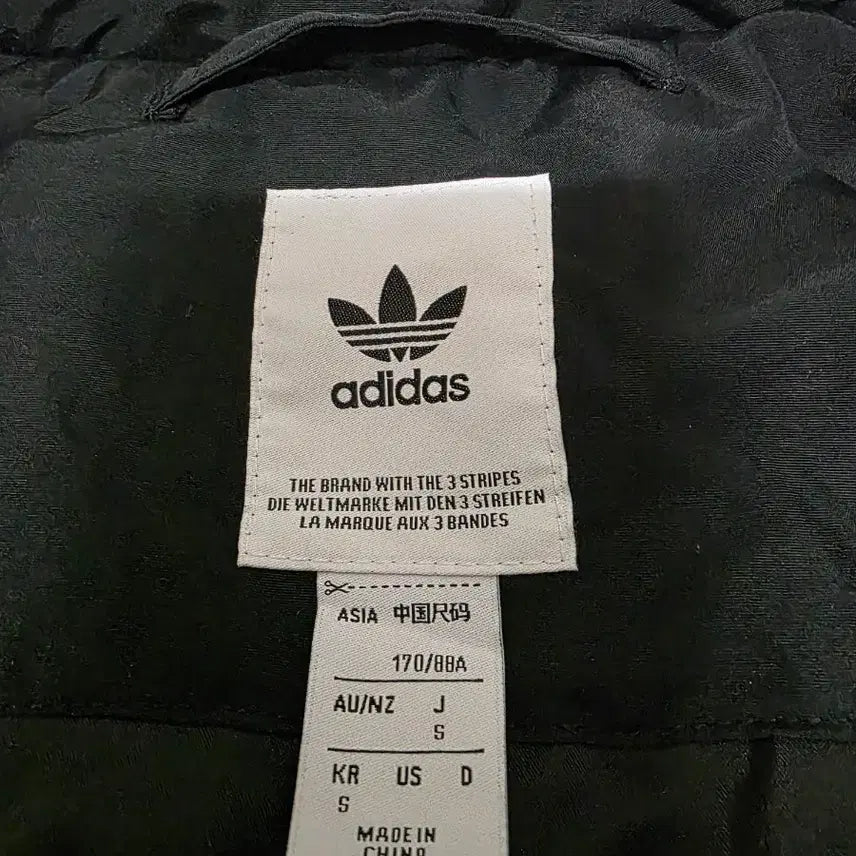 adidas
THE BRAND WITH THE 3 STRIPES
DIE WELTMARKE MIT DEN 3 STREIFEN
LA MARQUE AUX 3 BANDES
ASIA 中国尺码
170/88A
AU/NZ J
S
KR US D
S
MADE IN
CHINA